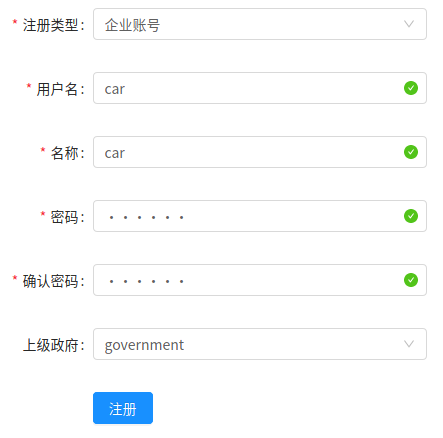 * 注册类型: 企业账号
* 用户名: car
* 名称: car
* 密码: ••••••
* 确认密码: ••••••
上级政府: government
注册